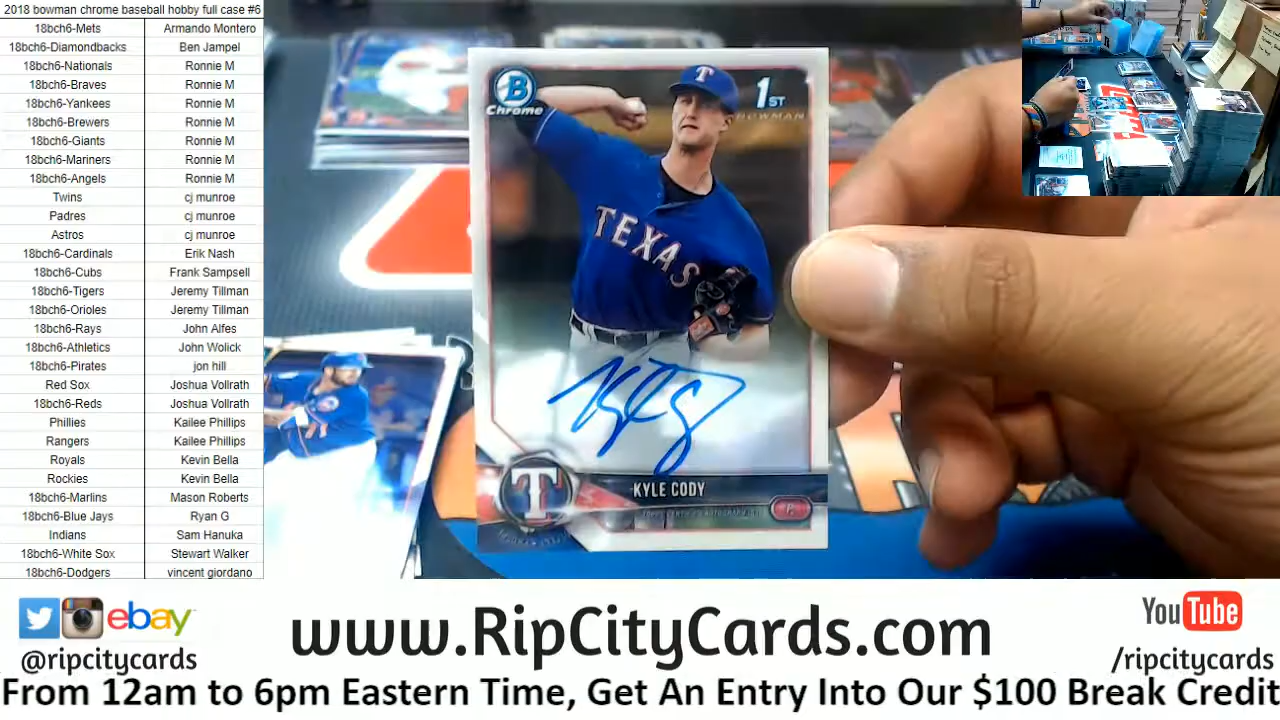 2018 bowman chrome baseball hobby full case #6
18bch6-Mets Armando Montero
18bch6-Diamondbacks Ben Jampel
18bch6-Nationals Ronnie M
18bch6-Braves Ronnie M
18bch6-Yankees Ronnie M
18bch6-Brewers Ronnie M
18bch6-Giants Ronnie M
18bch6-Mariners Ronnie M
18bch6-Angels Ronnie M
Twins cj munroe
Padres cj munroe
Astros cj munroe
18bch6-Cardinals Erik Nash
18bch6-Cubs Frank Sampsell
18bch6-Tigers Jeremy Tillman
18bch6-Orioles Jeremy Tillman
18bch6-Rays John Alfes
18bch6-Athletics John Wolick
18bch6-Pirates jon hill
Red Sox Joshua Vollrath
18bch6-Reds Joshua Vollrath
Phillies Kailee Phillips
Rangers Kailee Phillips
Royals Kevin Bella
Rockies Kevin Bella
18bch6-Marlins Mason Roberts
18bch6-Blue Jays Ryan G
Indians Sam Hanuka
18bch6-White Sox Stewart Walker
18bch6-Dodgers vincent giordano
B
Chrome
1ST
BOWMAN
T
TEXAS
T
KYLE CODY
TOPPS CERTIFIED AUTOGRAPH ISSUE
P
ebay
@ripcitycards
www.RipCityCards.com
YouTube
/ripcitycards
From 12am to 6pm Eastern Time, Get An Entry Into Our $100 Break Credit